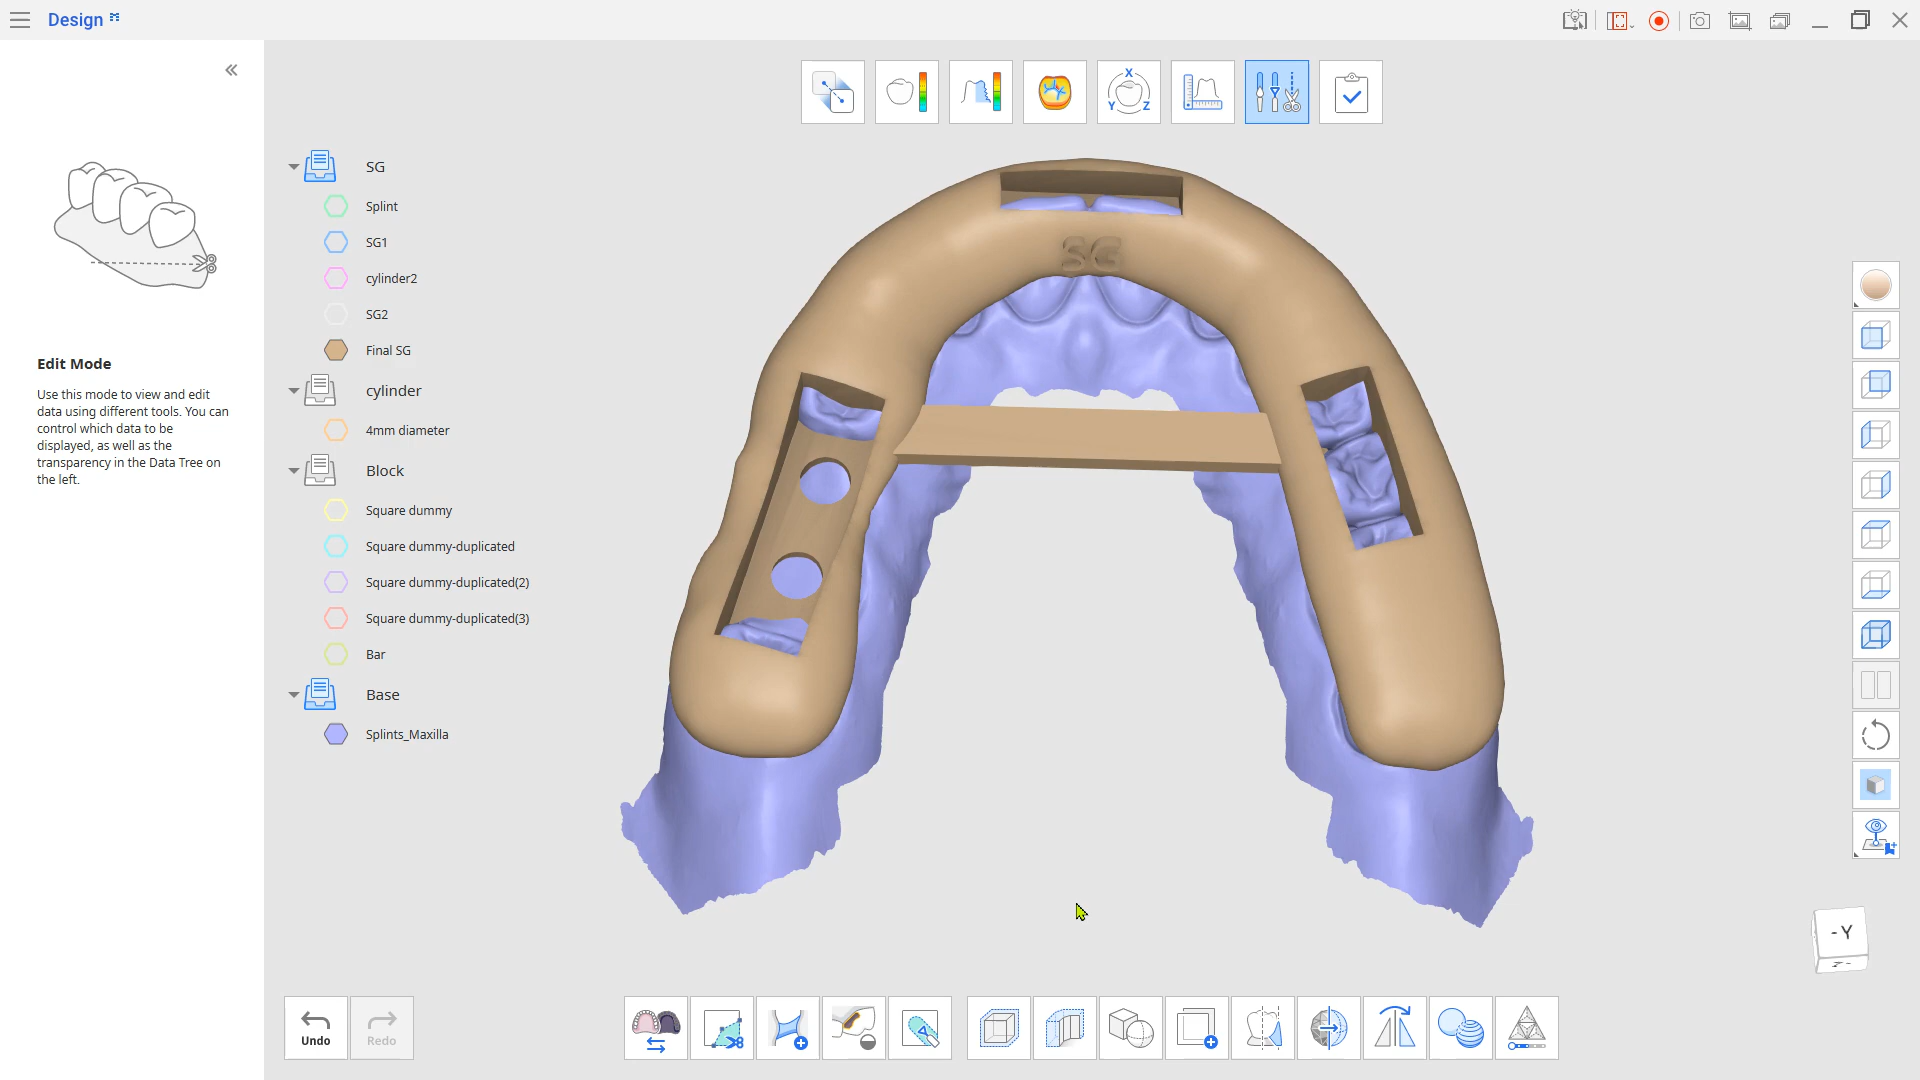 Design
X
Y Z
SG
Splint
SG1
cylinder2
SG2
Final SG
cylinder
4mm diameter
Block
Square dummy
Square dummy-duplicated
Square dummy-duplicated(2)
Square dummy-duplicated(3)
Bar
Base
Splints_Maxilla
Edit Mode
Use this mode to view and edit
data using different tools. You can
control which data to be
displayed, as well as the
transparency in the Data Tree on
the left.
SG
-Y
Undo
Redo